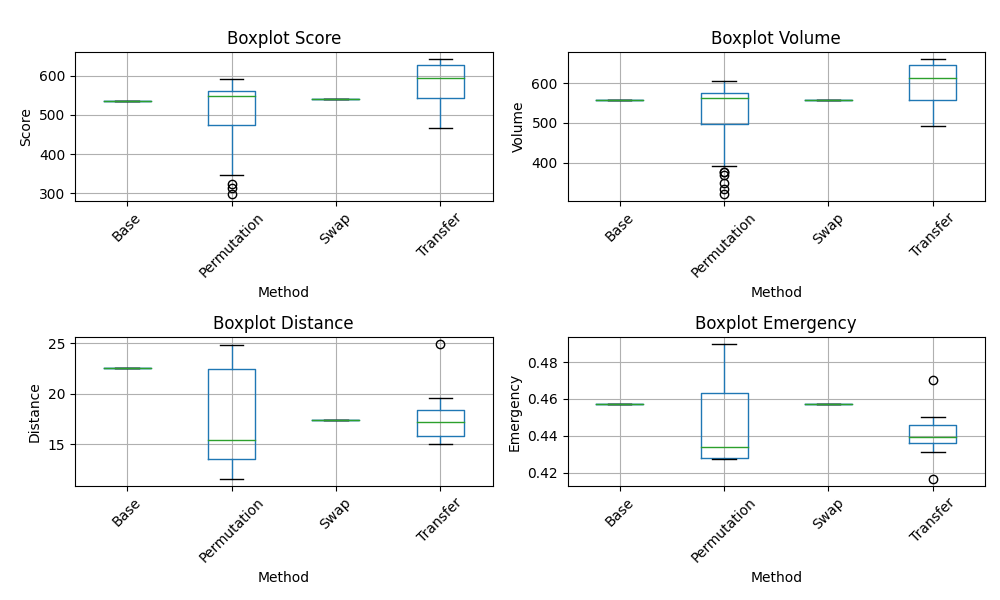 Boxplot Score
600
500
400
300
Score
Base
Permutation
Swap
Transfer
Method
Boxplot Volume
600
500
400
Volume
Base
Permutation
Swap
Transfer
Method
Boxplot Distance
25
20
15
Distance
Base
Permutation
Swap
Transfer
Method
Boxplot Emergency
0.48
0.46
0.44
0.42
Emergency
Base
Permutation
Swap
Transfer
Method